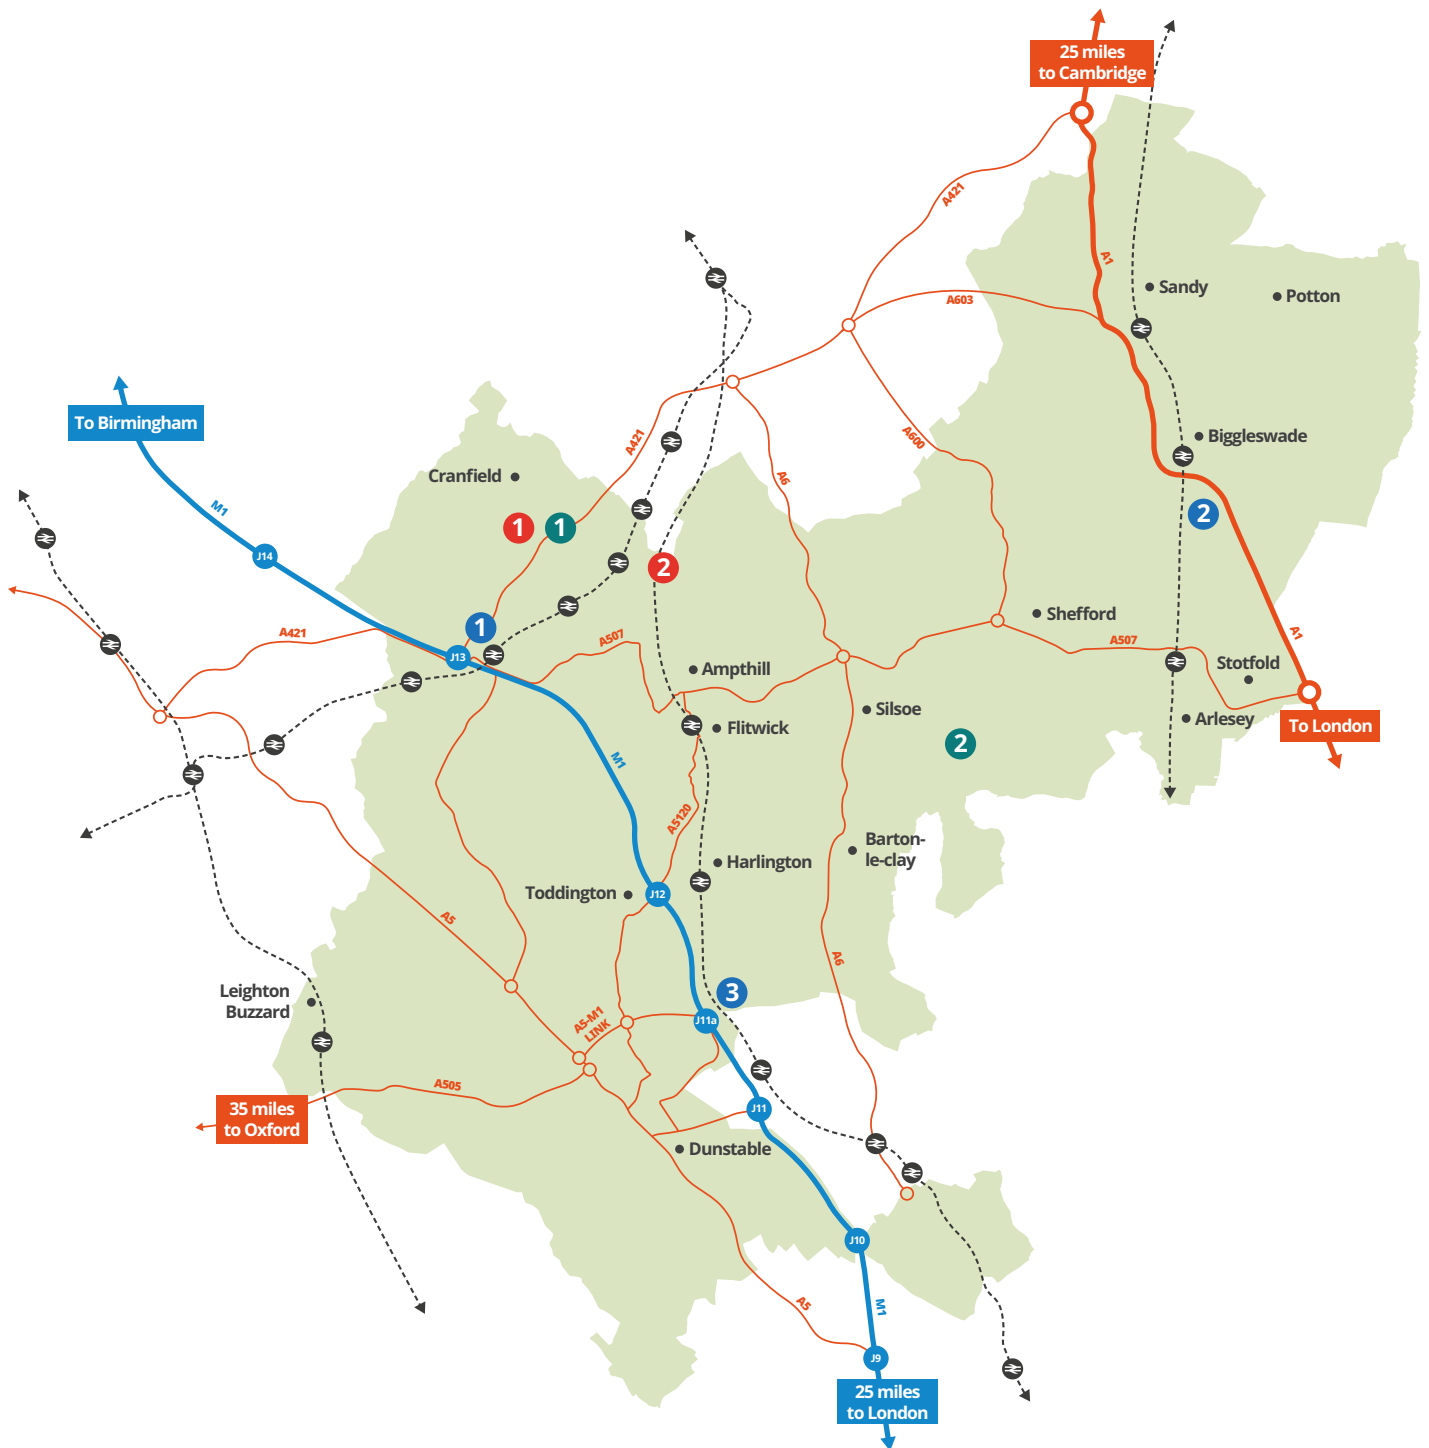 25 miles
to Cambridge
A421
A1
Sandy
Potton
A603
To Birmingham
A421
A600
Biggleswade
Cranfield
A6
M1
1
1
2
J14
2
1
Shefford
A421
A507
A507
A1
J13
Ampthill
Stotfold
Silsoe
Arlesey
To London
Flitwick
2
M1
A5120
Barton-
le-clay
Harlington
Toddington
J12
A5
A6
Leighton
Buzzard
3
A5-M1
LINK
J11a
A505
35 miles
to Oxford
J11
Dunstable
J10
A5
M1
J9
25 miles
to London